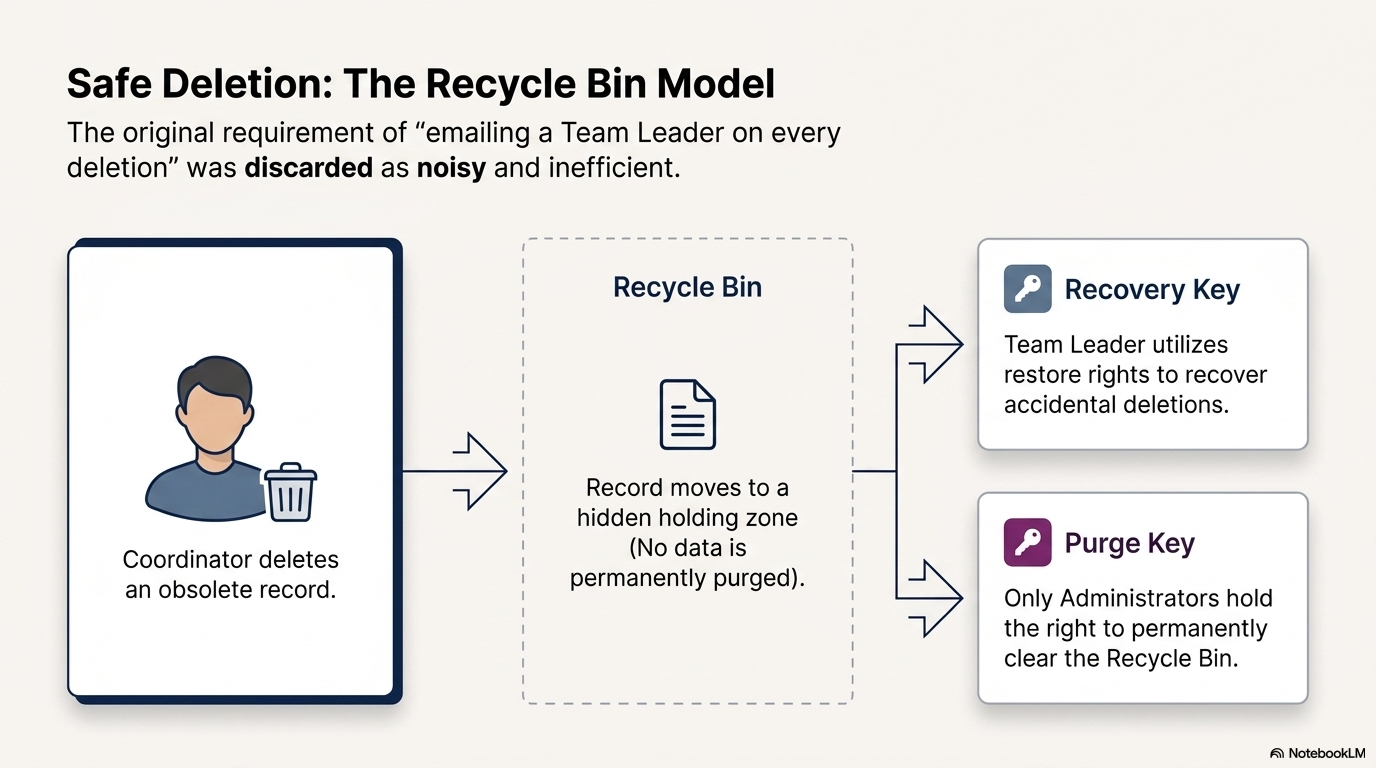 Safe Deletion: The Recycle Bin Model
The original requirement of “emailing a Team Leader on every
deletion” was discarded as noisy and inefficient.
Coordinator deletes
an obsolete record.
Recycle Bin
Record moves to a
hidden holding zone
(No data is
permanently purged).
Recovery Key
Team Leader utilizes
restore rights to recover
accidental deletions.
Purge Key
Only Administrators hold
the right to permanently
clear the Recycle Bin.
NotebookLM